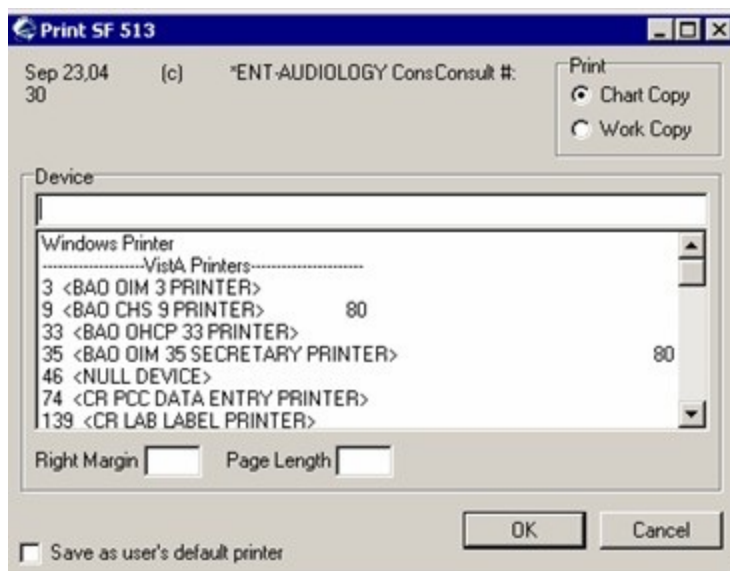 Print SF 513
Sep 23,04 (c) *ENT-AUDIOLOGY ConsConsult #:
30
Print
Chart Copy
Work Copy
Device
Windows Printer
----------------------VistA Printers------------------------
3 <BAO OIM 3 PRINTER>
9 <BAO CHS 9 PRINTER> 80
33 <BAO OHCP 33 PRINTER>
35 <BAO OIM 35 SECRETARY PRINTER> 80
46 <NULL DEVICE>
74 <CR PCC DATA ENTRY PRINTER>
139 <CR LAB LABEL PRINTER>
Right Margin Page Length
OK Cancel
Save as user's default printer